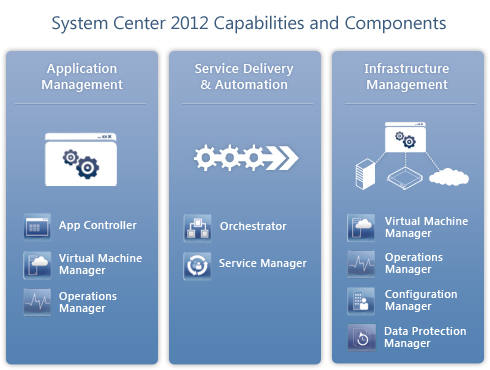 System Center 2012 Capabilities and Components
Application
Management
App Controller
Virtual Machine
Manager
Operations
Manager
Service Delivery
& Automation
Orchestrator
Service Manager
Infrastructure
Management
Virtual Machine
Manager
Operations
Manager
Configuration
Manager
Data Protection
Manager